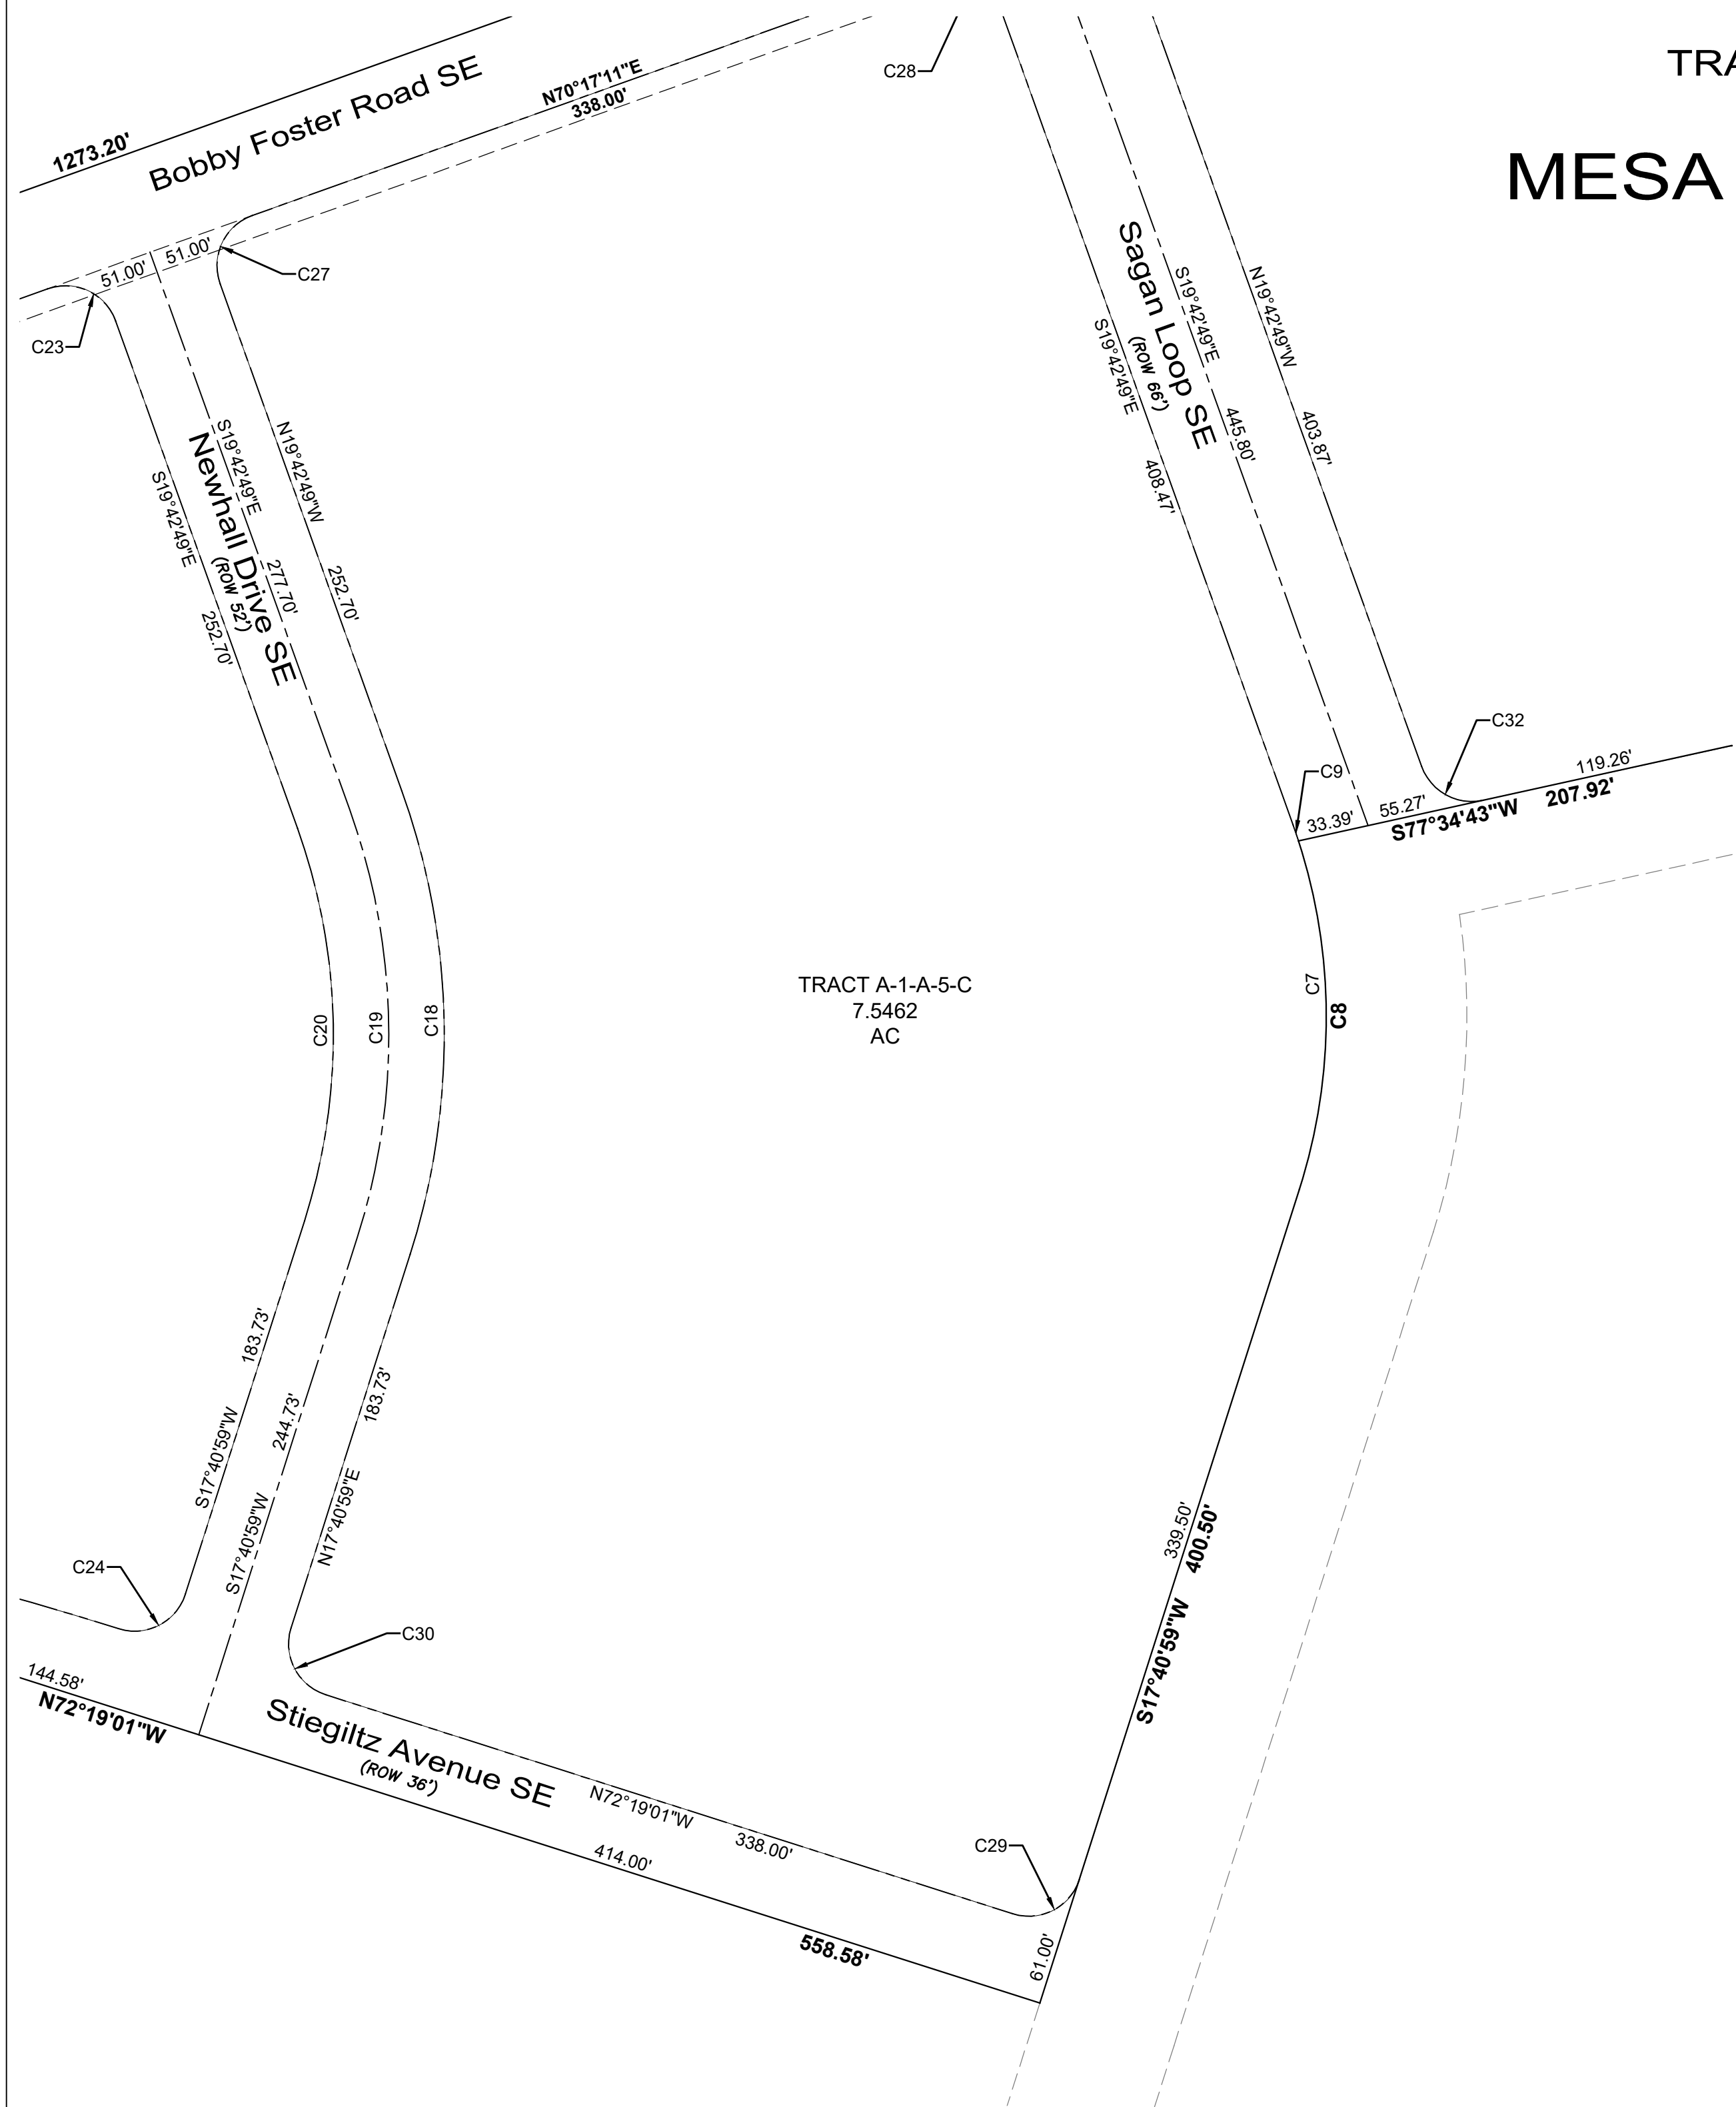 TRA
MESA
1273.20'
Bobby Foster Road SE
N70°17'11"E
338.00'
C28
51.00'
51.00'
C27
C23
Newhall Drive SE
(ROW 52')
S19°42'49"E
277.70'
N19°42'49"W
252.70'
S19°42'49"E
252.70'
Sagan Loop SE
(ROW 66')
S19°42'49"E
445.80'
N19°42'49"W
403.87'
S19°42'49"E
408.47'
C32
C9
33.39'
55.27'
119.26'
S77°34'43"W 207.92'
TRACT A-1-A-5-C
7.5462
AC
C7
C8
C20
C19
C18
183.73'
S17°40'59"W
244.73'
S17°40'59"W
183.73'
N17°40'59"E
339.50'
S17°40'59"W 400.50'
C24
C30
144.58'
N72°19'01"W
Stiegiltz Avenue SE
(ROW 36')
N72°19'01"W
338.00'
414.00'
558.58'
C29
61.00'